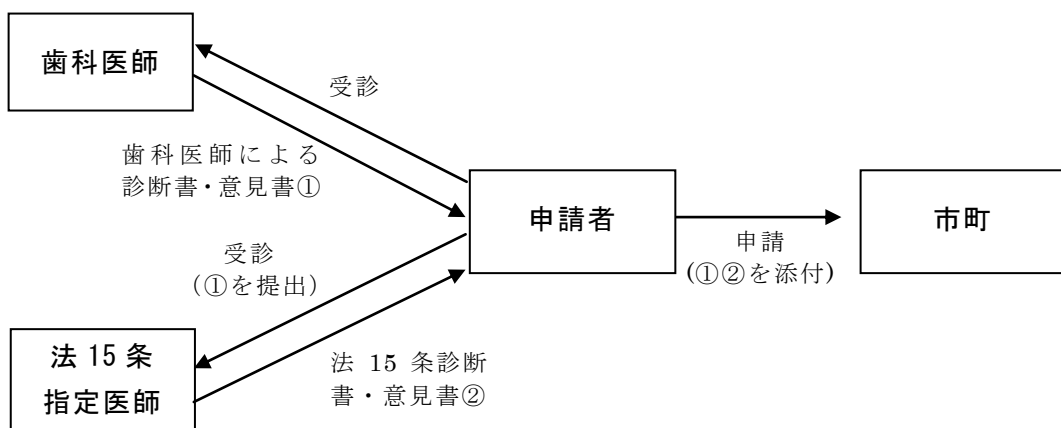 歯科医師
受診
歯科医師による
診断書・意見書①
申請者
市町
申請
(①②を添付)
受診
（①を提出）
法 15 条
指定医師
法 15 条診断
書・意見書②